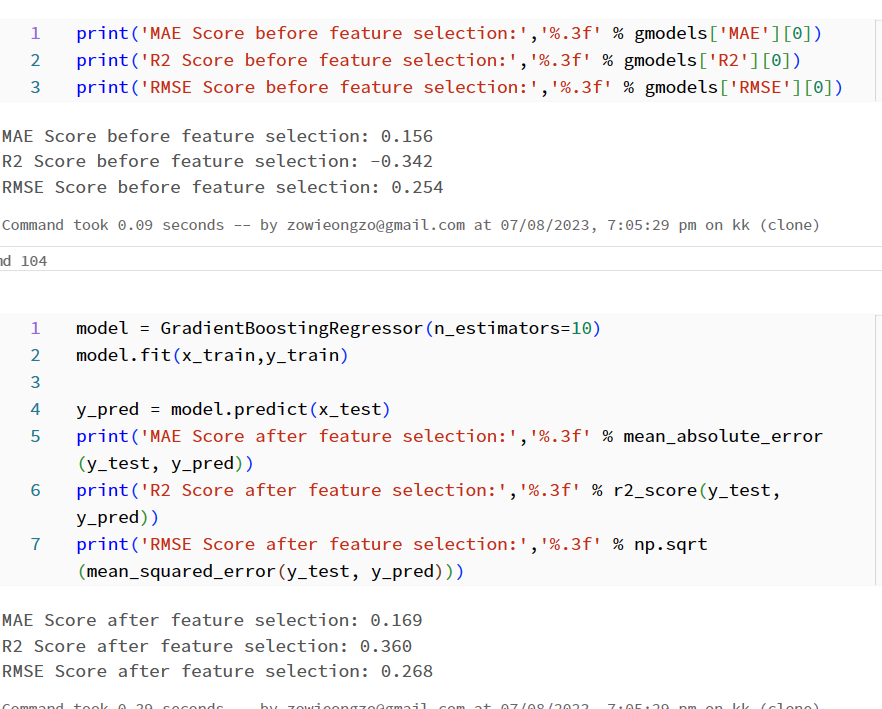 1 print('MAE Score before feature selection:','%.3f' % gmodels['MAE'][0])
2 print('R2 Score before feature selection:','%.3f' % gmodels['R2'][0])
3 print('RMSE Score before feature selection:','%.3f' % gmodels['RMSE'][0])
MAE Score before feature selection: 0.156
R2 Score before feature selection: -0.342
RMSE Score before feature selection: 0.254
Command took 0.09 seconds -- by zowieongzo@gmail.com at 07/08/2023, 7:05:29 pm on kk (clone)
nd 104
1 model = GradientBoostingRegressor(n_estimators=10)
2 model.fit(x_train,y_train)
3
4 y_pred = model.predict(x_test)
5 print('MAE Score after feature selection:','%.3f' % mean_absolute_error
(y_test, y_pred))
6 print('R2 Score after feature selection:','%.3f' % r2_score(y_test,
y_pred))
7 print('RMSE Score after feature selection:','%.3f' % np.sqrt
(mean_squared_error(y_test, y_pred)))
MAE Score after feature selection: 0.169
R2 Score after feature selection: 0.360
RMSE Score after feature selection: 0.268
Command took 0.29 seconds -- by zowieongzo@gmail.com at 07/08/2023, 7:05:29 pm on kk (clone)